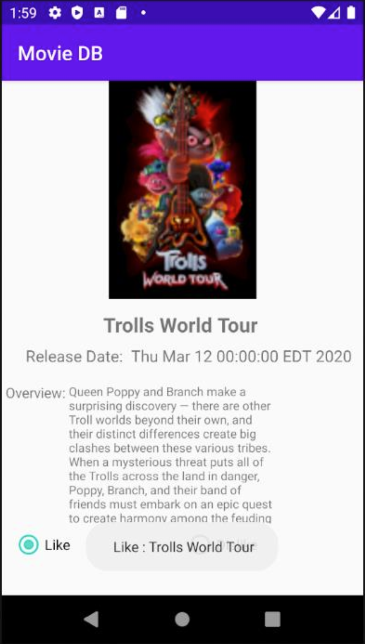 1:59
Movie DB
Trolls
WORLD TOUR
Trolls World Tour
Release Date: Thu Mar 12 00:00:00 EDT 2020
Overview: Queen Poppy and Branch make a
surprising discovery — there are other
Troll worlds beyond their own, and
their distinct differences create big
clashes between these various tribes.
When a mysterious threat puts all of
the Trolls across the land in danger,
Poppy, Branch, and their band of
friends must embark on an epic quest
to create harmony among the feuding
Like
Like : Trolls World Tour